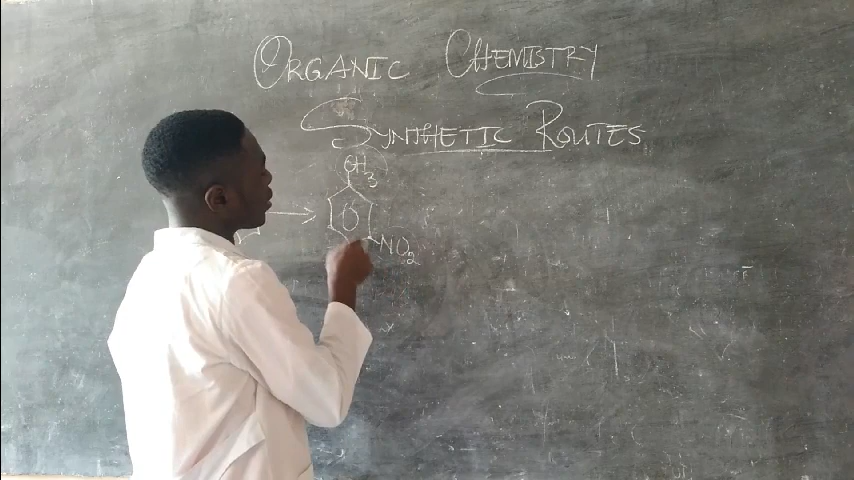 ORGANIC CHEMISTRY
SYNTHETIC ROUTES
CH3
NO2